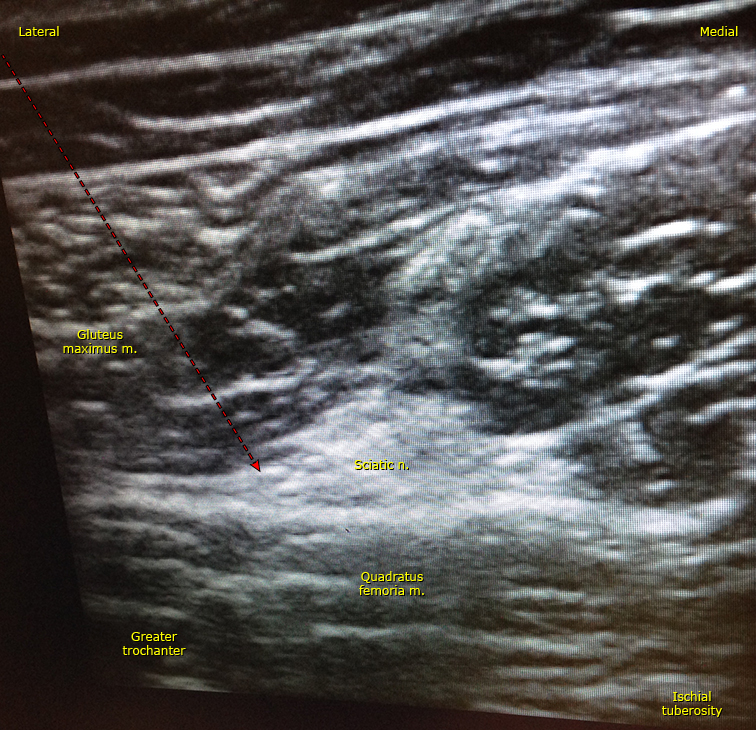 Lateral
Medial
Gluteus
maximus m.
Sciatic n.
Quadratus
femoria m.
Greater
trochanter
Ischial
tuberosity